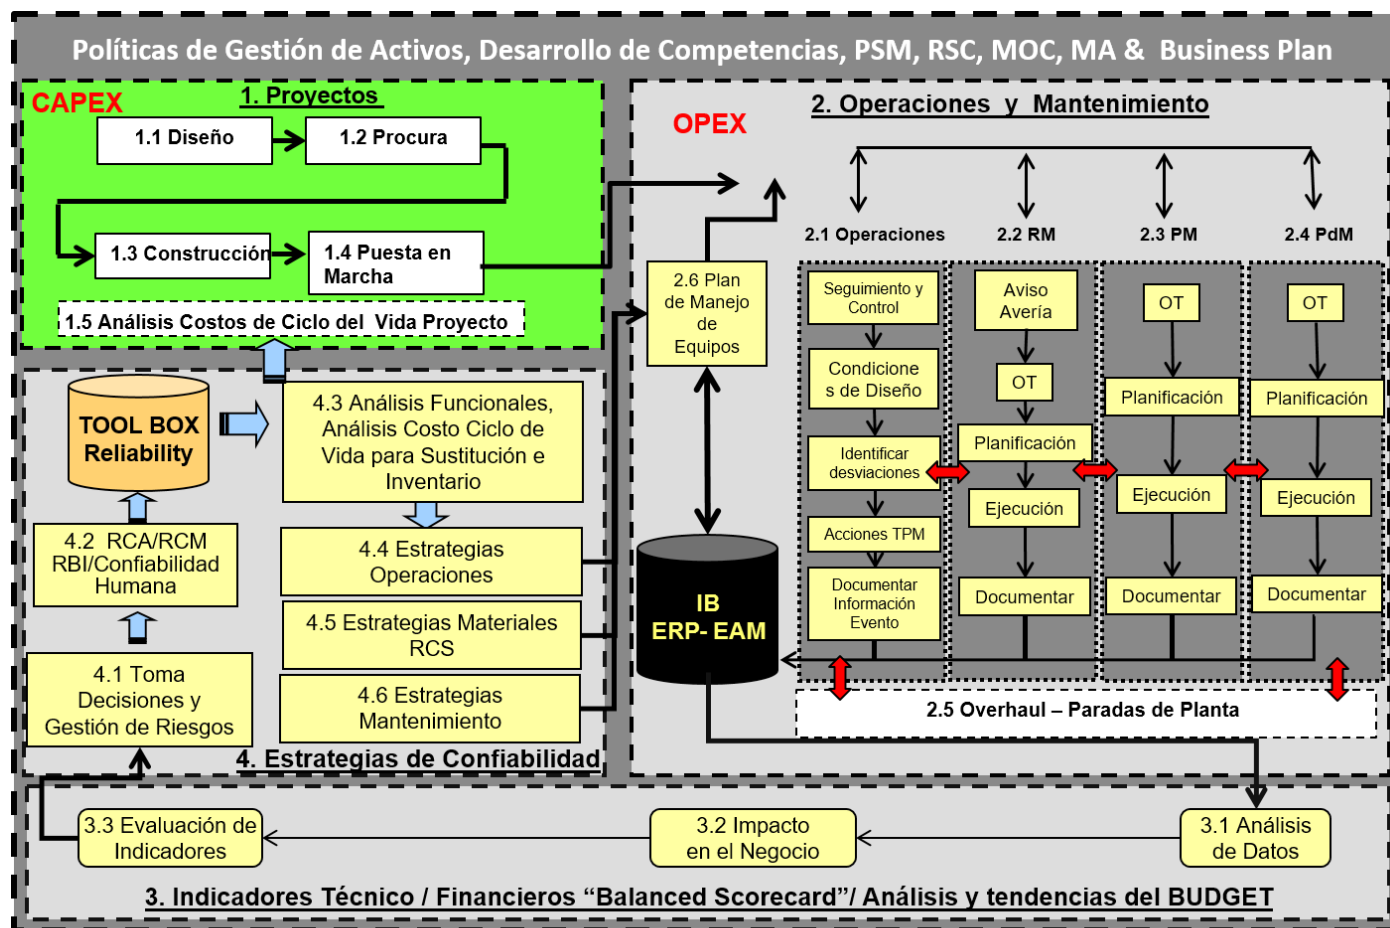 Políticas de Gestión de Activos, Desarrollo de Competencias, PSM, RSC, MOC, MA & Business Plan
CAPEX
1. Proyectos
1.1 Diseño
1.2 Procura
1.3 Construcción
1.4 Puesta en
Marcha
1.5 Análisis Costos de Ciclo del Vida Proyecto
OPEX
2. Operaciones y Mantenimiento
2.1 Operaciones
2.2 RM
2.3 PM
2.4 PdM
2.6 Plan
de Manejo
de
Equipos
Seguimiento y
Control
Condicione
s de Diseño
Identificar
desviaciones
Acciones TPM
Documentar
Información
Evento
Aviso
Avería
OT
Planificación
Ejecución
Documentar
OT
Planificación
Ejecución
Documentar
OT
Planificación
Ejecución
Documentar
IB
ERP- EAM
2.5 Overhaul – Paradas de Planta
TOOL BOX
Reliability
4.3 Análisis Funcionales,
Análisis Costo Ciclo de
Vida para Sustitución e
Inventario
4.2 RCA/RCM
RBI/Confiabilidad
Humana
4.4 Estrategias
Operaciones
4.5 Estrategias Materiales
RCS
4.1 Toma
Decisiones y
Gestión de Riesgos
4.6 Estrategias
Mantenimiento
4. Estrategias de Confiabilidad
3.3 Evaluación de
Indicadores
3.2 Impacto
en el Negocio
3.1 Análisis
de Datos
3. Indicadores Técnico / Financieros “Balanced Scorecard”/ Análisis y tendencias del BUDGET